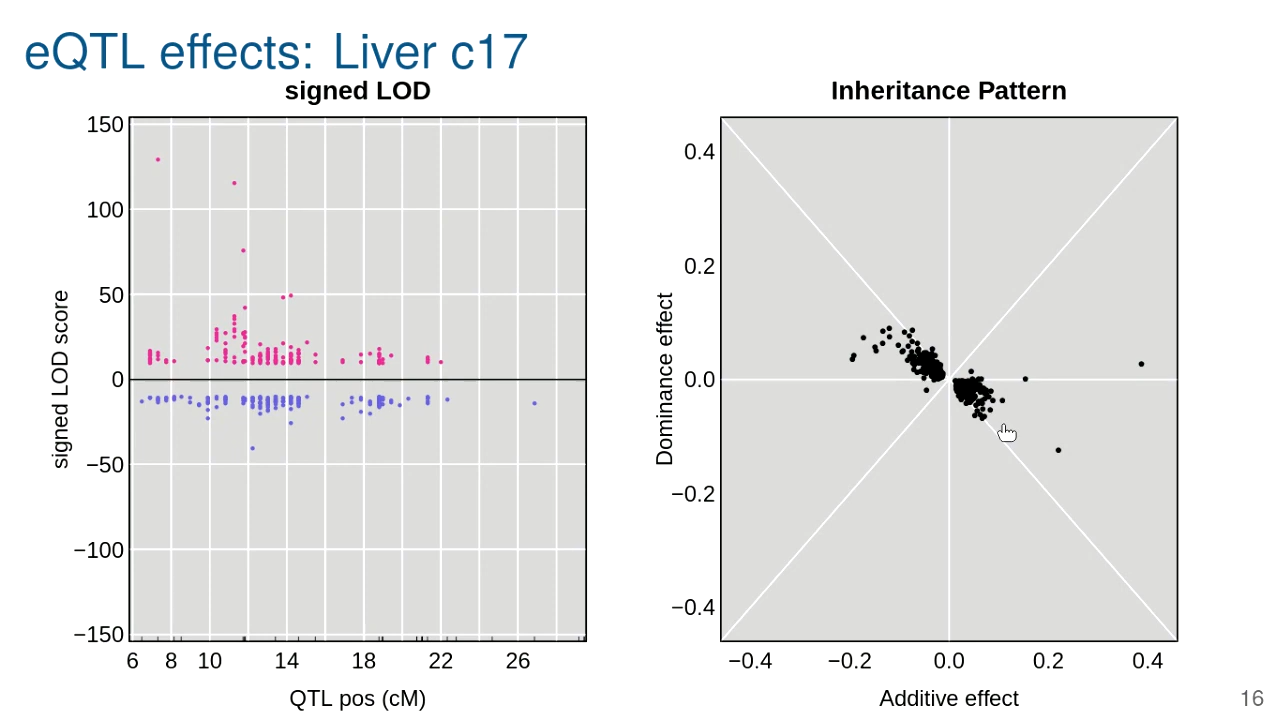 eQTL effects: Liver c17
signed LOD
150
100
50
0
−50
−100
−150
signed LOD score
6 8 10 14 18 22 26
QTL pos (cM)
Inheritance Pattern
0.4
0.2
0.0
−0.2
−0.4
Dominance effect
−0.4 −0.2 0.0 0.2 0.4
Additive effect
16